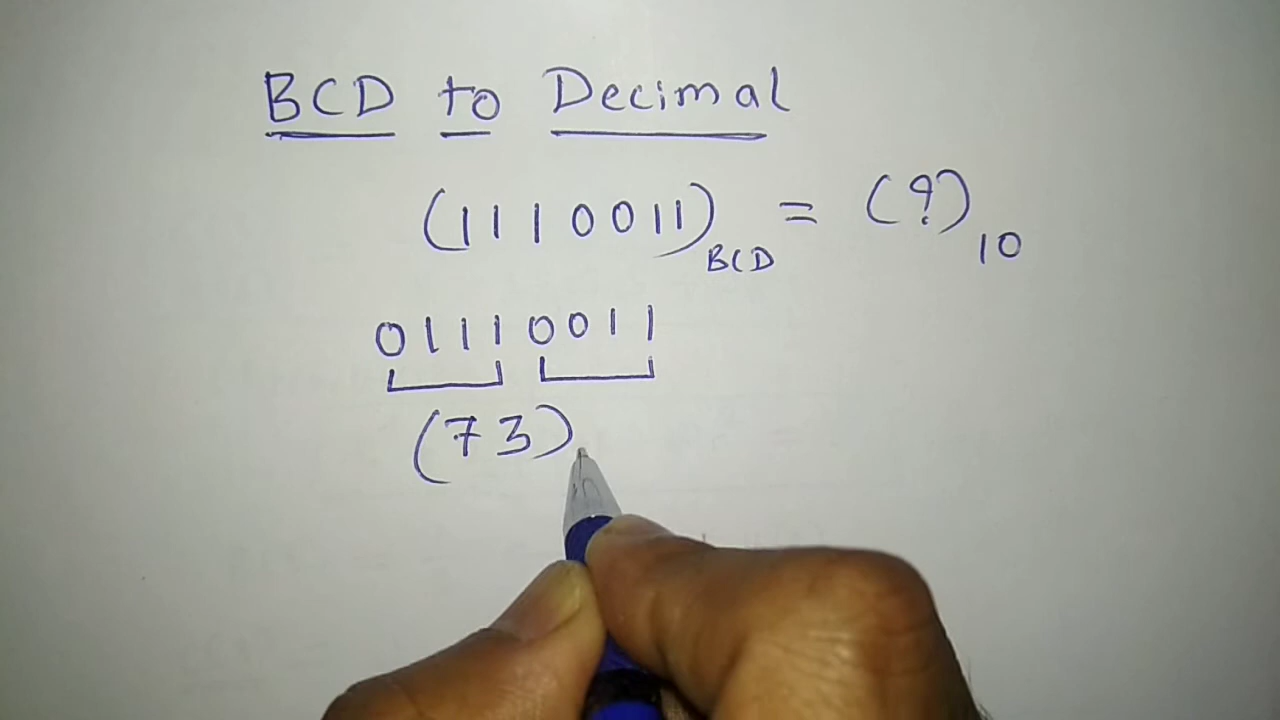 BCD to Decimal
(1110011)BCD = (?)10
01110011
(73)